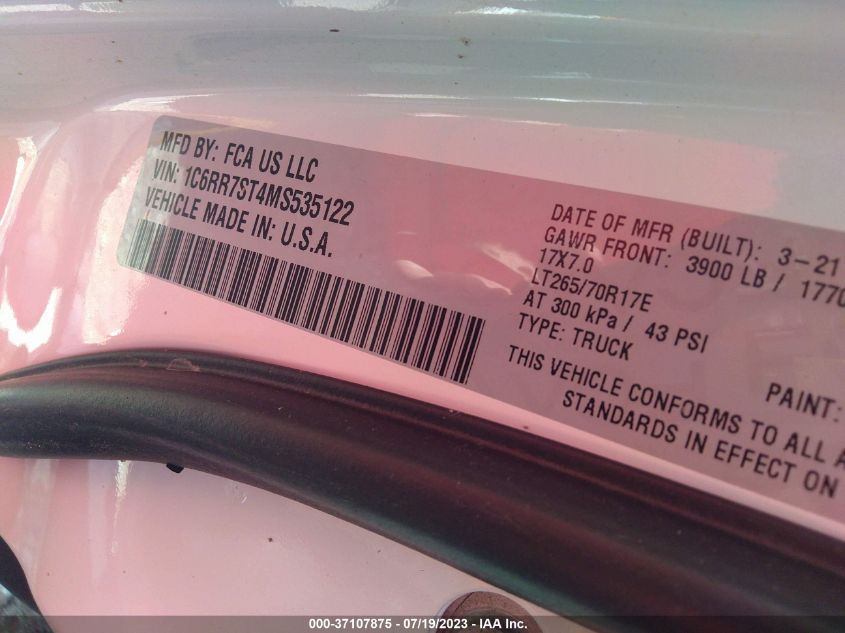 MFD BY: FCA US LLC
VIN: 1C6RR7ST4MS535122
VEHICLE MADE IN: U.S.A.
DATE OF MFR (BUILT): 3-21
GAWR FRONT: 3900 LB / 1770
17X7.0
LT265/70R17E
AT 300 kPa / 43 PSI
TYPE: TRUCK
PAINT:
THIS VEHICLE CONFORMS TO ALL A
STANDARDS IN EFFECT ON
000-37107875 - 07/19/2023 - IAA Inc.